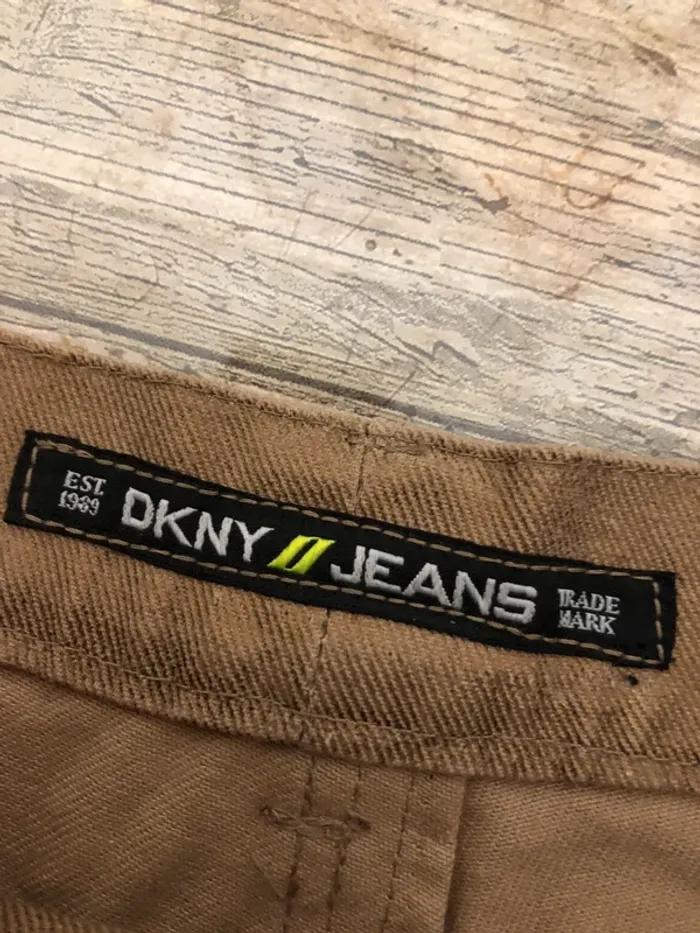 EST.
1989
DKNY // JEANS
TRADE
MARK